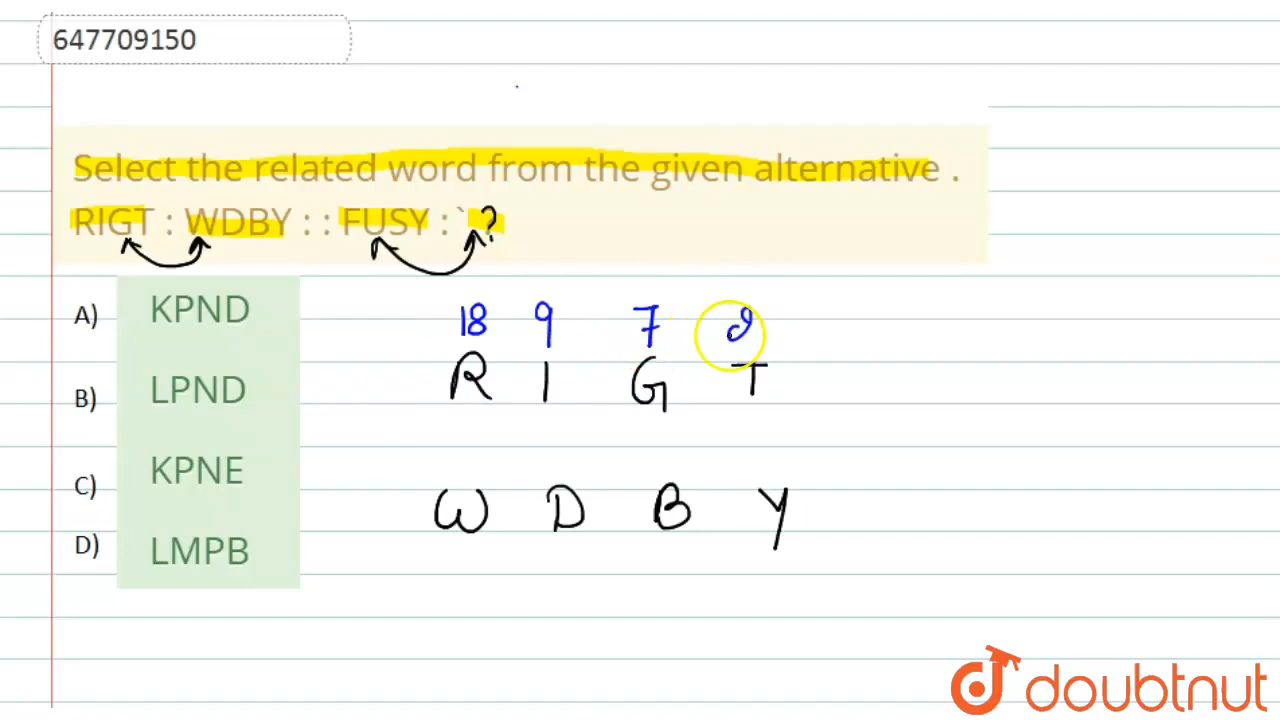 647709150
Select the related word from the given alternative .
RIGT : WDBY : : FUSY : ` ?
A) KPND
B) LPND
C) KPNE
D) LMPB
18 9 7
R I G T
W D B Y
doubtnut